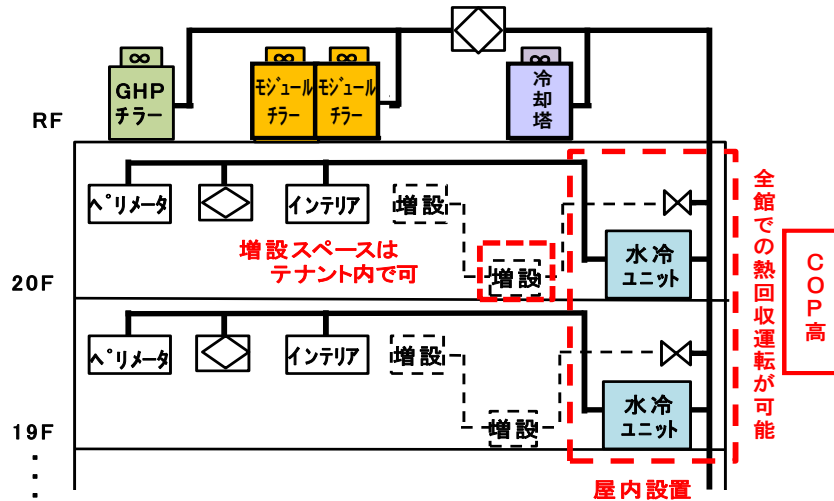 ∞
GHP
チラー
∞
モジュール
チラー
∞
モジュール
チラー
∞
冷却塔
RF
ペリメータ
インテリア
増設
増設スペースは
テナント内で可
増設
水冷
ユニット
20F
全館での熱回収運転が可能
COP高
ペリメータ
インテリア
増設
増設
水冷
ユニット
19F
屋内設置